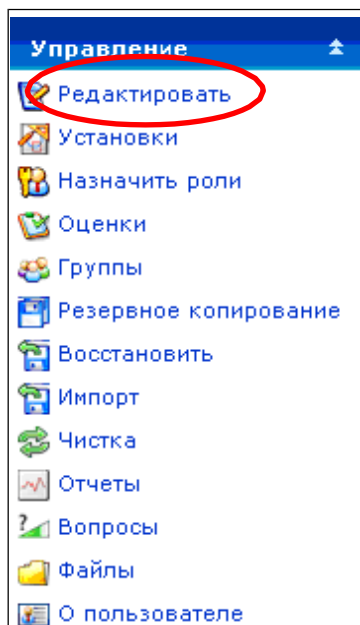 Управление
Редактировать
Установки
Назначить роли
Оценки
Группы
Резервное копирование
Восстановить
Импорт
Чистка
Отчеты
Вопросы
Файлы
О пользователе